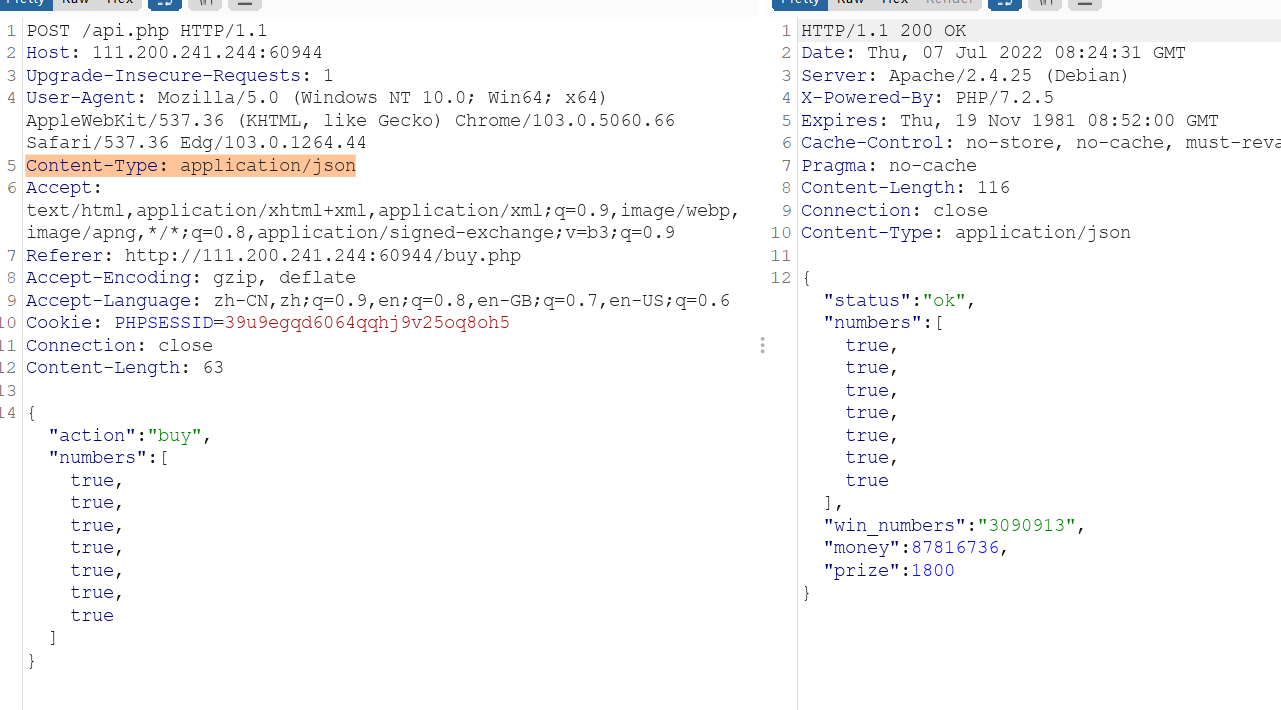 Pretty Raw Hex
1 POST /api.php HTTP/1.1
2 Host: 111.200.241.244:60944
3 Upgrade-Insecure-Requests: 1
4 User-Agent: Mozilla/5.0 (Windows NT 10.0; Win64; x64)
AppleWebKit/537.36 (KHTML, like Gecko) Chrome/103.0.5060.66
Safari/537.36 Edg/103.0.1264.44
5 Content-Type: application/json
6 Accept:
text/html,application/xhtml+xml,application/xml;q=0.9,image/webp,
image/apng,*/*;q=0.8,application/signed-exchange;v=b3;q=0.9
7 Referer: http://111.200.241.244:60944/buy.php
8 Accept-Encoding: gzip, deflate
9 Accept-Language: zh-CN,zh;q=0.9,en;q=0.8,en-GB;q=0.7,en-US;q=0.6
10 Cookie: PHPSESSID=39u9egqd6064qqhj9v25oq8oh5
11 Connection: close
12 Content-Length: 63
13
14 {
"action":"buy",
"numbers":[
true,
true,
true,
true,
true,
true,
true
]
}
Pretty Raw Hex Render
1 HTTP/1.1 200 OK
2 Date: Thu, 07 Jul 2022 08:24:31 GMT
3 Server: Apache/2.4.25 (Debian)
4 X-Powered-By: PHP/7.2.5
5 Expires: Thu, 19 Nov 1981 08:52:00 GMT
6 Cache-Control: no-store, no-cache, must-reva
7 Pragma: no-cache
8 Content-Length: 116
9 Connection: close
10 Content-Type: application/json
11
12 {
"status":"ok",
"numbers":[
true,
true,
true,
true,
true,
true,
true
],
"win_numbers":"3090913",
"money":87816736,
"prize":1800
}